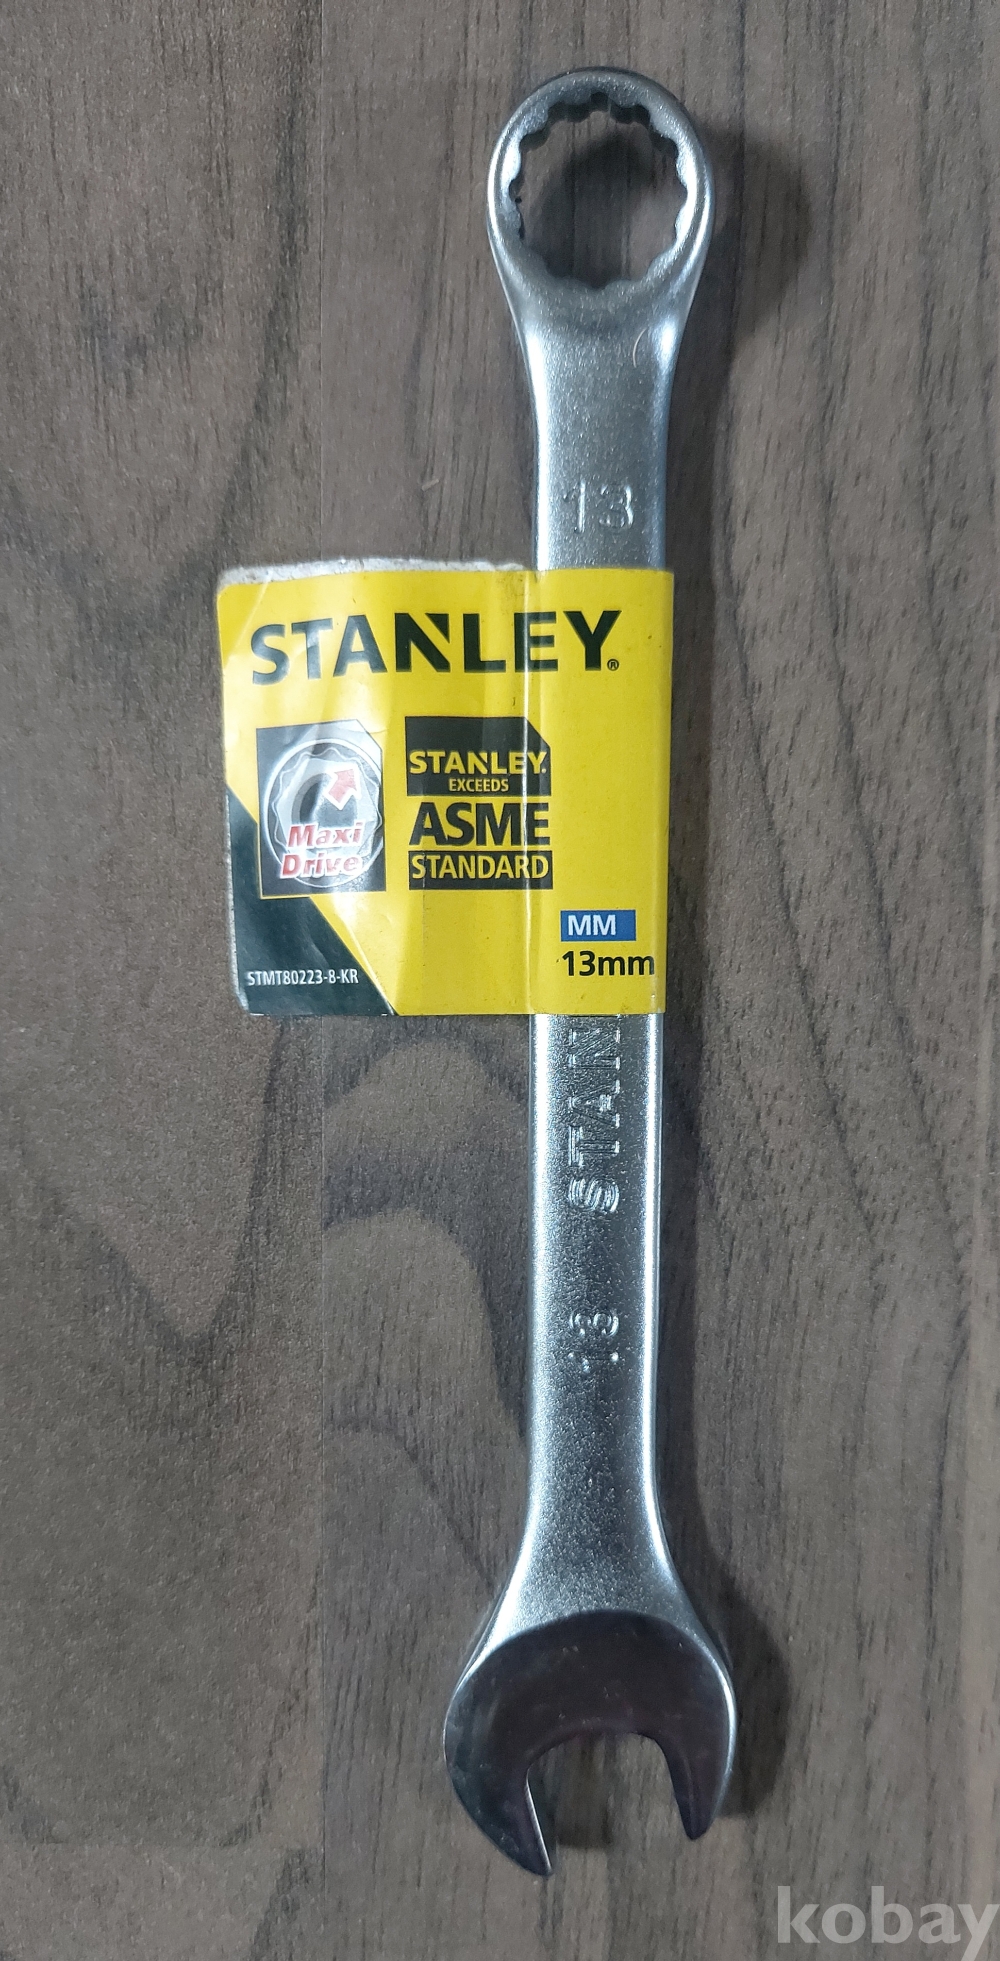 13
STANLEY®
Maxi
Drive
STANLEY.
EXCEEDS
ASME
STANDARD
MM
13mm
STMT80223-8-KR
STAN
13
kobay